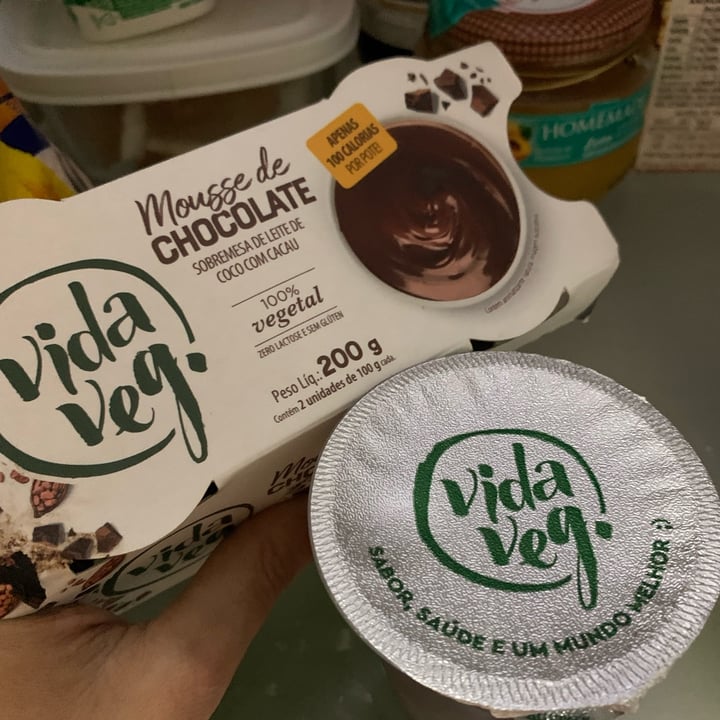 Mousse de
CHOCOLATE
SOBREMESA DE LEITE DE
COCO COM CACAU
100%
vegetal
ZERO LACTOSE E SEM GLÚTEN
Peso Líq.: 200 g
Contém 2 unidades de 100 g cada.
APENAS
100 CALORIAS
POR POTE!
vida
veg.
vida
veg.
vida
veg.
SABOR, SAÚDE E UM MUNDO MELHOR ;)
HOMEMADE